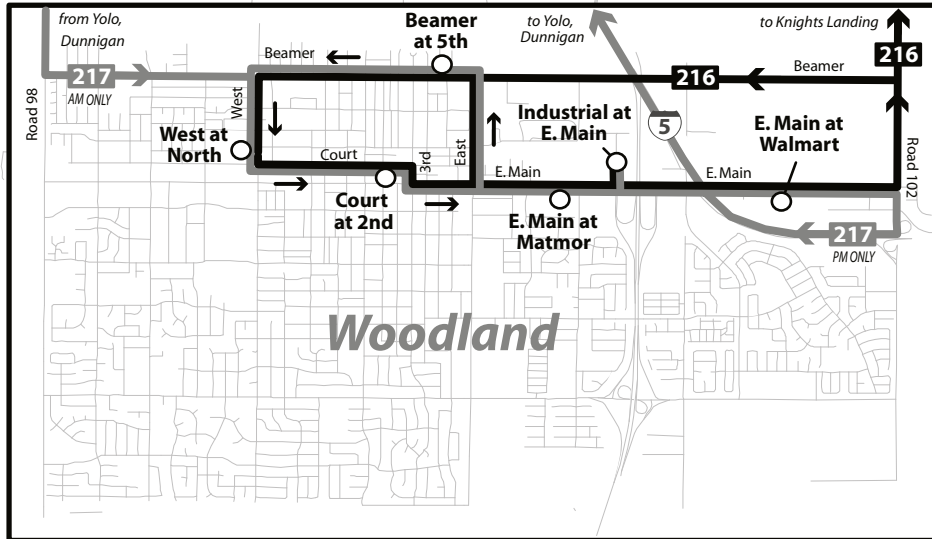 from Yolo,
Dunnigan
Beamer
at 5th
to Yolo,
Dunnigan
to Knights Landing
216
Beamer
217
AM ONLY
216
Beamer
Road 98
West
Industrial at
E. Main
5
E. Main at
Walmart
West at
North
Court
3rd
East
E. Main
E. Main
Road 102
Court
at 2nd
E. Main at
Matmor
217
PM ONLY
Woodland